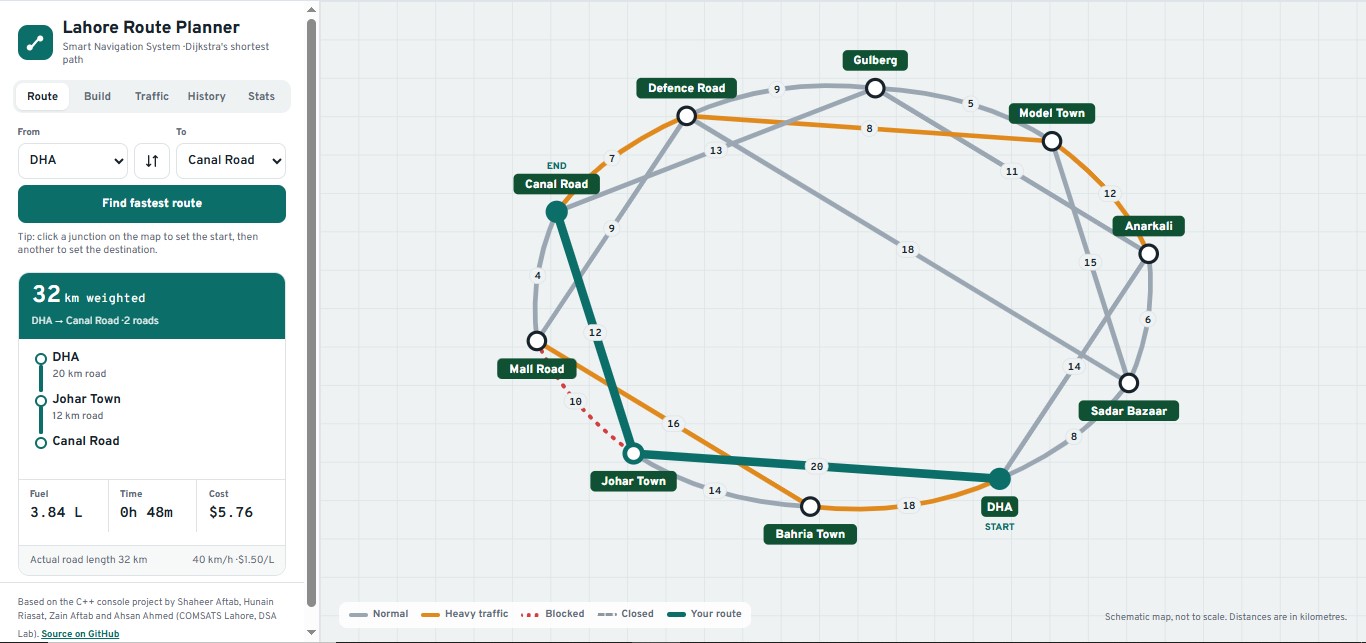 Lahore Route Planner
Smart Navigation System ·Dijkstra's shortest
path
Route Build Traffic History Stats
From To
DHA Canal Road
Find fastest route
Tip: click a junction on the map to set the start, then
another to set the destination.
32 km weighted
DHA → Canal Road ·2 roads
DHA
20 km road
Johar Town
12 km road
Canal Road
Fuel Time Cost
3.84 L 0h 48m $5.76
Actual road length 32 km 40 km/h ·$1.50/L
Based on the C++ console project by Shaheer Aftab, Hunain
Riasat, Zain Aftab and Ahsan Ahmed (COMSATS Lahore, DSA
Lab). Source on GitHub
Gulberg
Defence Road
9
5
Model Town
8
13
7
11
END
Canal Road
12
Anarkali
9
18
15
4
6
12
Mall Road
14
10
Sadar Bazaar
16
8
20
Johar Town
14
18
DHA
START
Bahria Town
Normal Heavy traffic Blocked Closed Your route
Schematic map, not to scale. Distances are in kilometres.